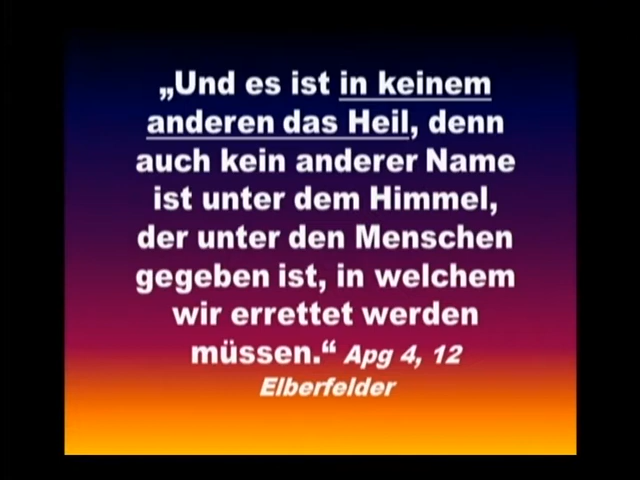 „Und es ist in keinem
anderen das Heil, denn
auch kein anderer Name
ist unter dem Himmel,
der unter den Menschen
gegeben ist, in welchem
wir errettet werden
müssen.“ Apg 4, 12
Elberfelder